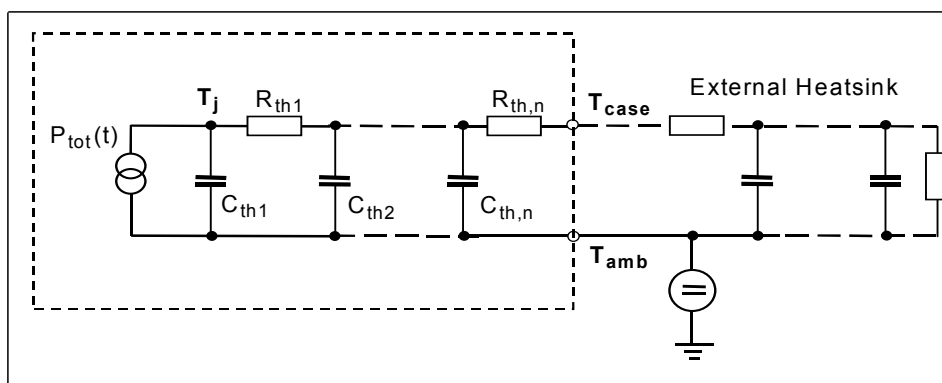 External Heatsink
T_j
R_th1
R_th,n
T_case
P_tot(t)
C_th1
C_th2
C_th,n
T_amb